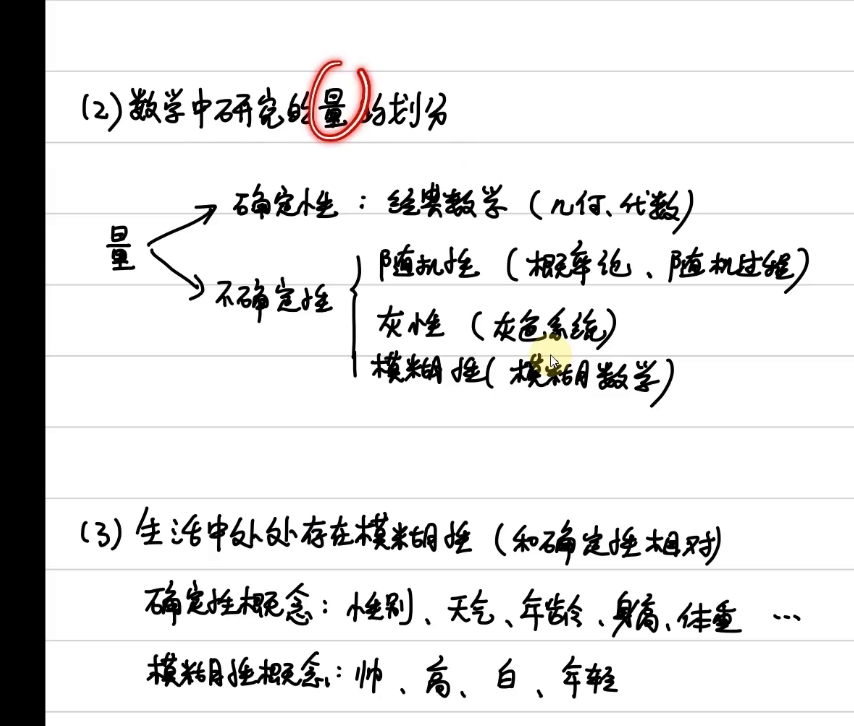 (2) 数学中研究的量的划分
确定性：经典数学（几何、代数）
量
不确定性
随机性（概率论、随机过程）
灰性（灰色系统）
模糊性（模糊数学）
(3) 生活中处处存在模糊性（和确定性相对）
确定性概念：性别、天气、年龄、身高、体重 …
模糊性概念：帅、高、白、年轻